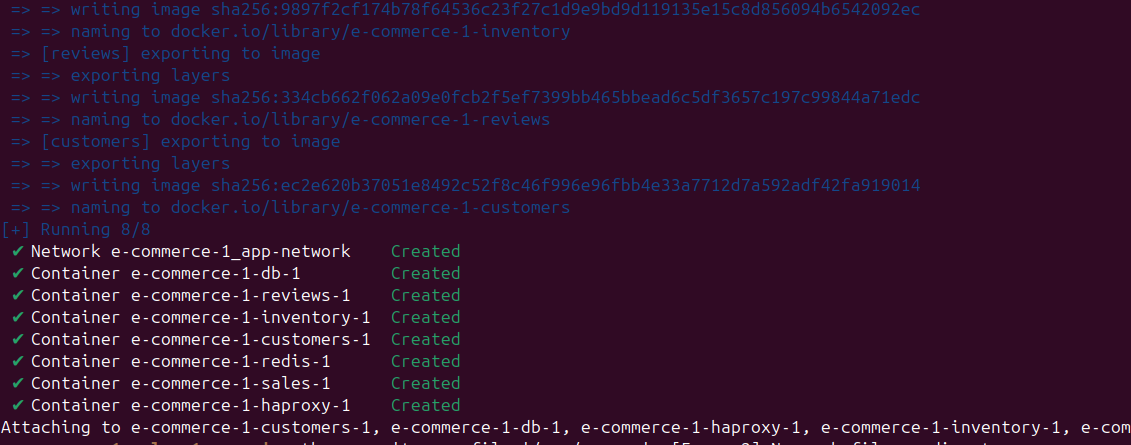 => => writing image sha256:9897f2cf174b78f64536c23f27c1d9e9bd9d119135e15c8d856094b6542092ec
=> => naming to docker.io/library/e-commerce-1-inventory
=> [reviews] exporting to image
=> => exporting layers
=> => writing image sha256:334cb662f062a09e0fcb2f5ef7399bb465bbead6c5df3657c197c99844a71edc
=> => naming to docker.io/library/e-commerce-1-reviews
=> [customers] exporting to image
=> => exporting layers
=> => writing image sha256:ec2e620b37051e8492c52f8c46f996e96fbb4e33a7712d7a592adf42fa919014
=> => naming to docker.io/library/e-commerce-1-customers
[+] Running 8/8
✔ Network e-commerce-1_app-network Created
✔ Container e-commerce-1-db-1 Created
✔ Container e-commerce-1-reviews-1 Created
✔ Container e-commerce-1-inventory-1 Created
✔ Container e-commerce-1-customers-1 Created
✔ Container e-commerce-1-redis-1 Created
✔ Container e-commerce-1-sales-1 Created
✔ Container e-commerce-1-haproxy-1 Created
Attaching to e-commerce-1-customers-1, e-commerce-1-db-1, e-commerce-1-haproxy-1, e-commerce-1-inventory-1, e-com